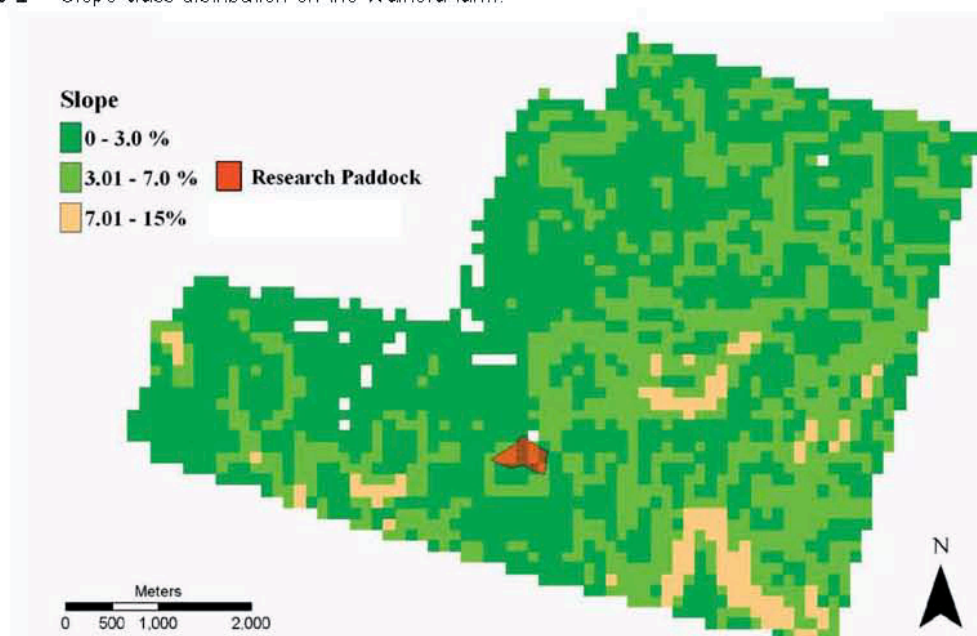 Slope
0 - 3.0 %
3.01 - 7.0 %
Research Paddock
7.01 - 15%
N
Meters
0 500 1,000 2,000